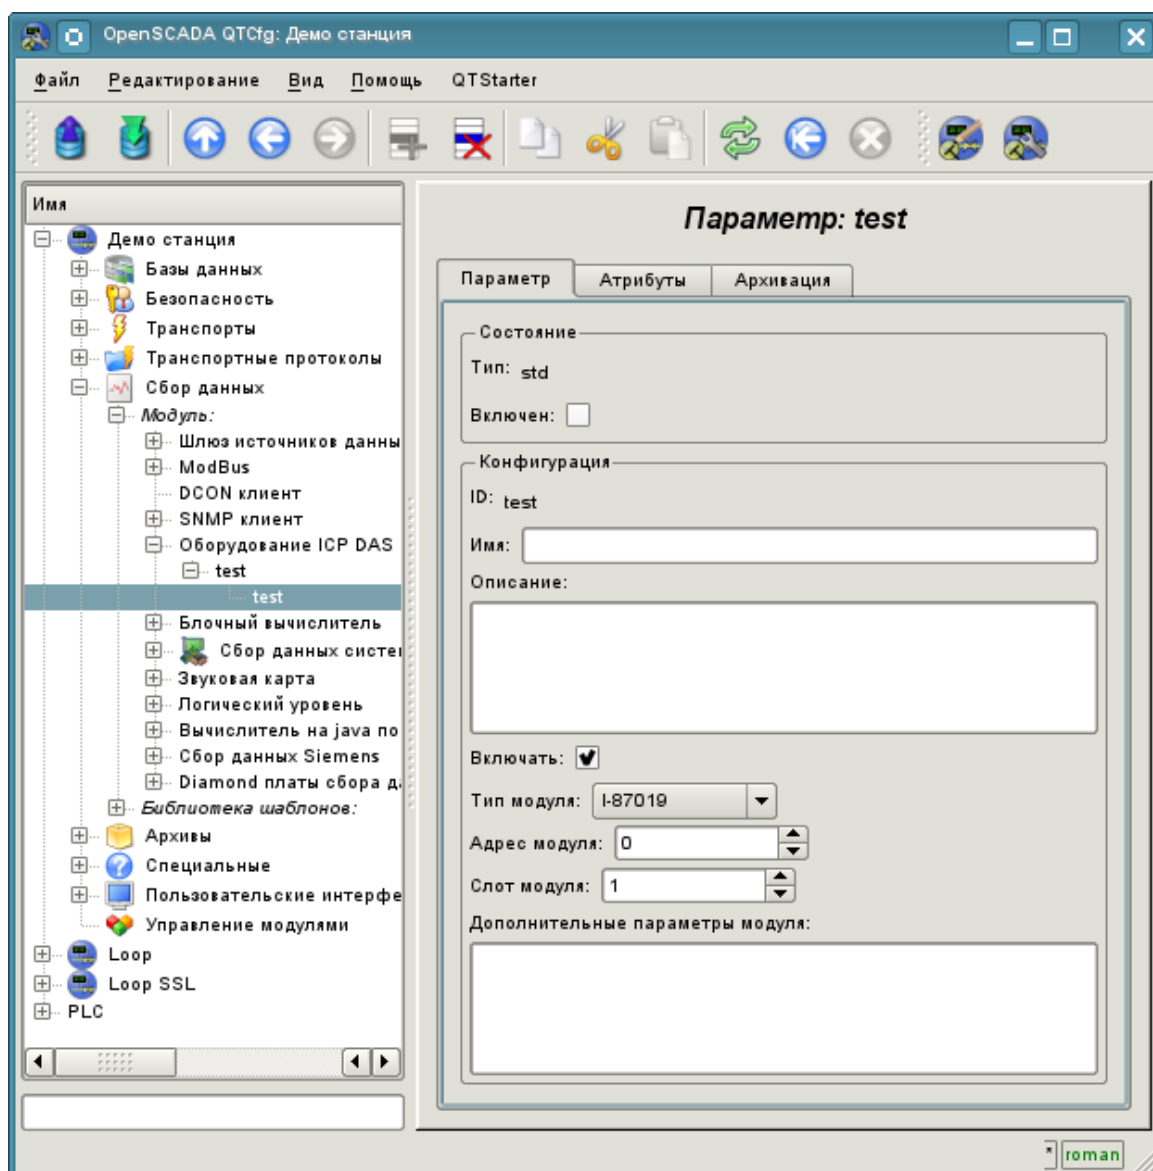 OpenSCADA QTCfg: Демо станция
Файл Редактирование Вид Помощь QTStarter
Имя
Демо станция
Базы данных
Безопасность
Транспорты
Транспортные протоколы
Сбор данных
Модуль:
Шлюз источников данны
ModBus
DCON клиент
SNMP клиент
Оборудование ICP DAS
test
test
Блочный вычислитель
Сбор данных систе
Звуковая карта
Логический уровень
Вычислитель на java по
Сбор данных Siemens
Diamond платы сбора д
Библиотека шаблонов:
Архивы
Специальные
Пользовательские интерфе
Управление модулями
Loop
Loop SSL
PLC
Параметр: test
Параметр Атрибуты Архивация
Состояние
Тип: std
Включен:
Конфигурация
ID: test
Имя:
Описание:
Включать:
Тип модуля: I-87019
Адрес модуля: 0
Слот модуля: 1
Дополнительные параметры модуля:
* roman